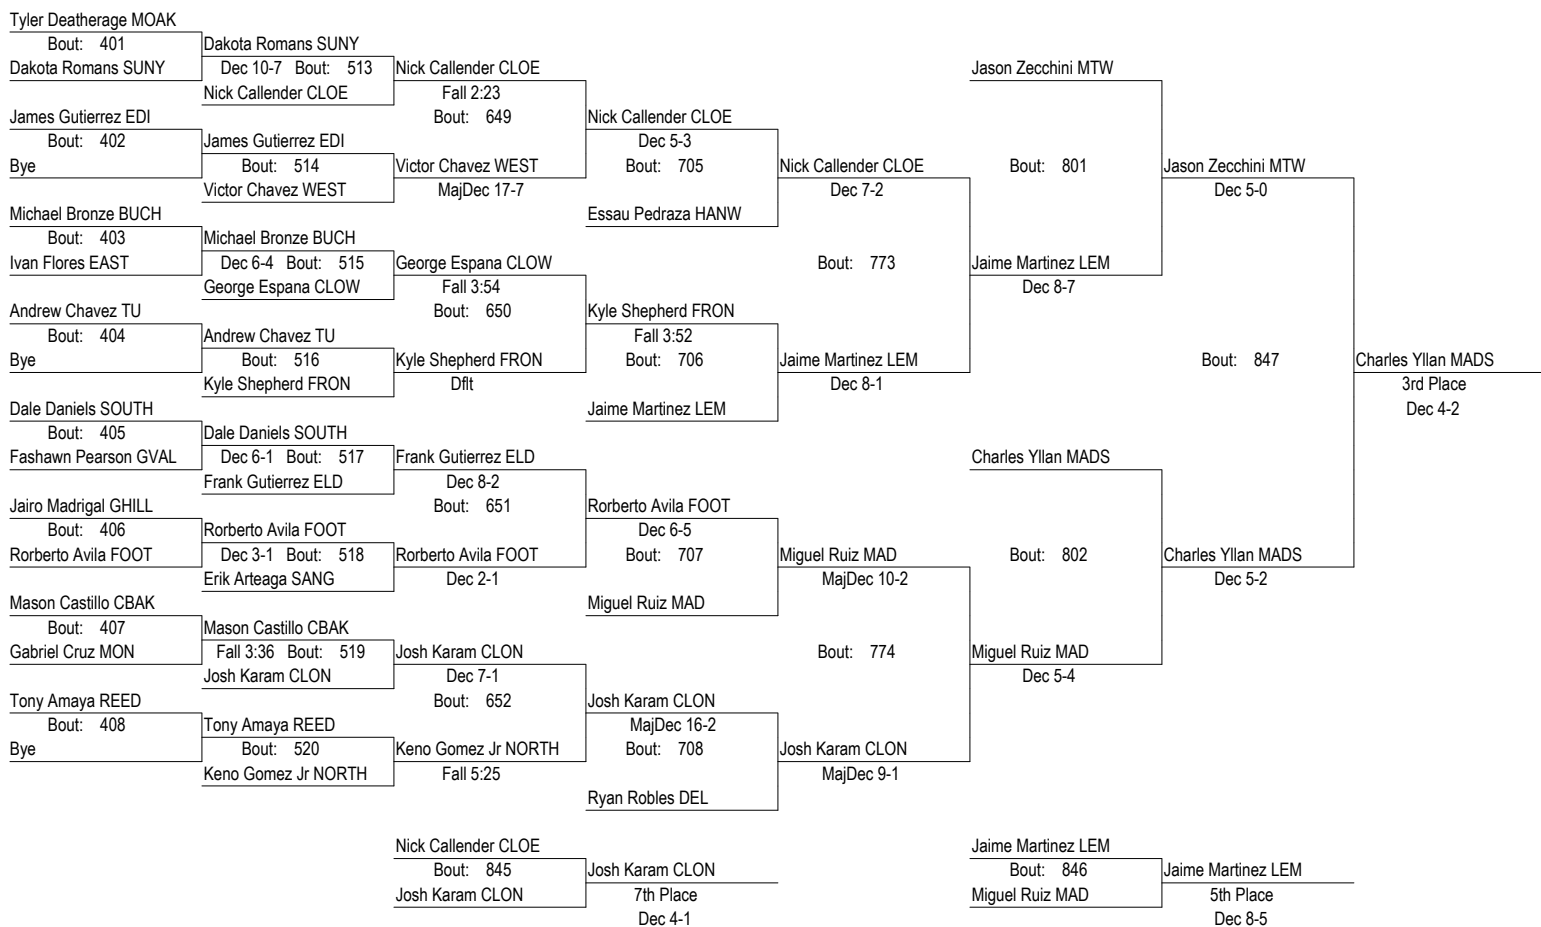 Tyler Deatherage MOAK
Bout: 401
Dakota Romans SUNY
James Gutierrez EDI
Bout: 402
Bye
Michael Bronze BUCH
Bout: 403
Ivan Flores EAST
Andrew Chavez TU
Bout: 404
Bye
Dale Daniels SOUTH
Bout: 405
Fashawn Pearson GVAL
Jairo Madrigal GHILL
Bout: 406
Rorberto Avila FOOT
Mason Castillo CBAK
Bout: 407
Gabriel Cruz MON
Tony Amaya REED
Bout: 408
Bye
Dakota Romans SUNY
Dec 10-7 Bout: 513
Nick Callender CLOE
James Gutierrez EDI
Bout: 514
Victor Chavez WEST
Michael Bronze BUCH
Dec 6-4 Bout: 515
George Espana CLOW
Andrew Chavez TU
Bout: 516
Kyle Shepherd FRON
Dale Daniels SOUTH
Dec 6-1 Bout: 517
Frank Gutierrez ELD
Rorberto Avila FOOT
Dec 3-1 Bout: 518
Erik Arteaga SANG
Mason Castillo CBAK
Fall 3:36 Bout: 519
Josh Karam CLON
Tony Amaya REED
Bout: 520
Keno Gomez Jr NORTH
Nick Callender CLOE
Fall 2:23
Bout: 649
Victor Chavez WEST
MajDec 17-7
George Espana CLOW
Fall 3:54
Bout: 650
Kyle Shepherd FRON
Dflt
Frank Gutierrez ELD
Dec 8-2
Bout: 651
Rorberto Avila FOOT
Dec 2-1
Josh Karam CLON
Dec 7-1
Bout: 652
Keno Gomez Jr NORTH
Fall 5:25
Nick Callender CLOE
Dec 5-3
Bout: 705
Essau Pedraza HANW
Kyle Shepherd FRON
Fall 3:52
Bout: 706
Jaime Martinez LEM
Rorberto Avila FOOT
Dec 6-5
Bout: 707
Miguel Ruiz MAD
Josh Karam CLON
MajDec 16-2
Bout: 708
Ryan Robles DEL
Nick Callender CLOE
Dec 7-2
Bout: 773
Jaime Martinez LEM
Dec 8-1
Miguel Ruiz MAD
MajDec 10-2
Bout: 774
Josh Karam CLON
MajDec 9-1
Jason Zecchini MTW
Bout: 801
Jaime Martinez LEM
Dec 8-7
Charles Yllan MADS
Bout: 802
Miguel Ruiz MAD
Dec 5-4
Jason Zecchini MTW
Dec 5-0
Bout: 847
Charles Yllan MADS
Dec 5-2
Charles Yllan MADS
3rd Place
Dec 4-2
Nick Callender CLOE
Bout: 845
Josh Karam CLON
Josh Karam CLON
7th Place
Dec 4-1
Jaime Martinez LEM
Bout: 846
Miguel Ruiz MAD
Jaime Martinez LEM
5th Place
Dec 8-5